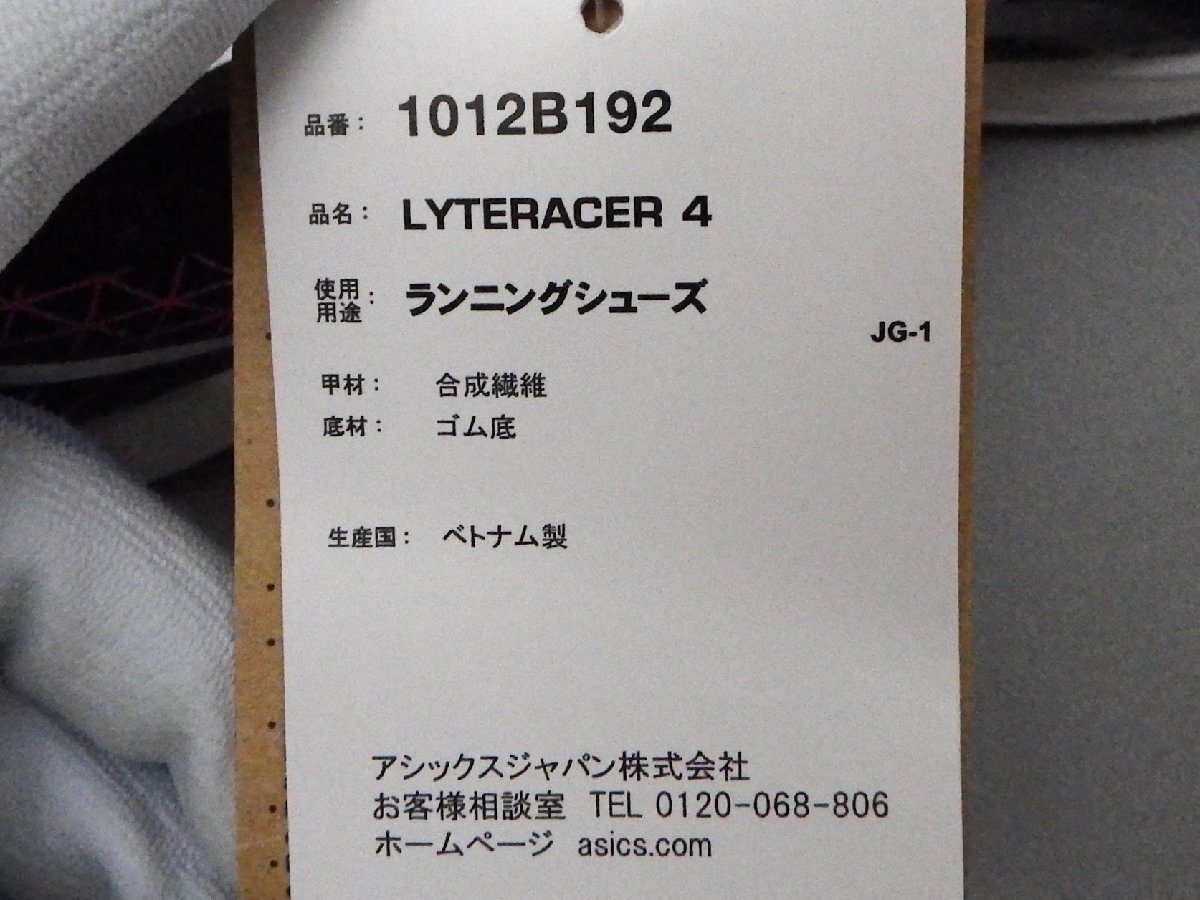 品番: 1012B192
品名: LYTERACER 4
使用用途: ランニングシューズ
JG-1
甲材: 合成繊維
底材: ゴム底
生産国: ベトナム製
アシックスジャパン株式会社
お客様相談室 TEL 0120-068-806
ホームページ asics.com